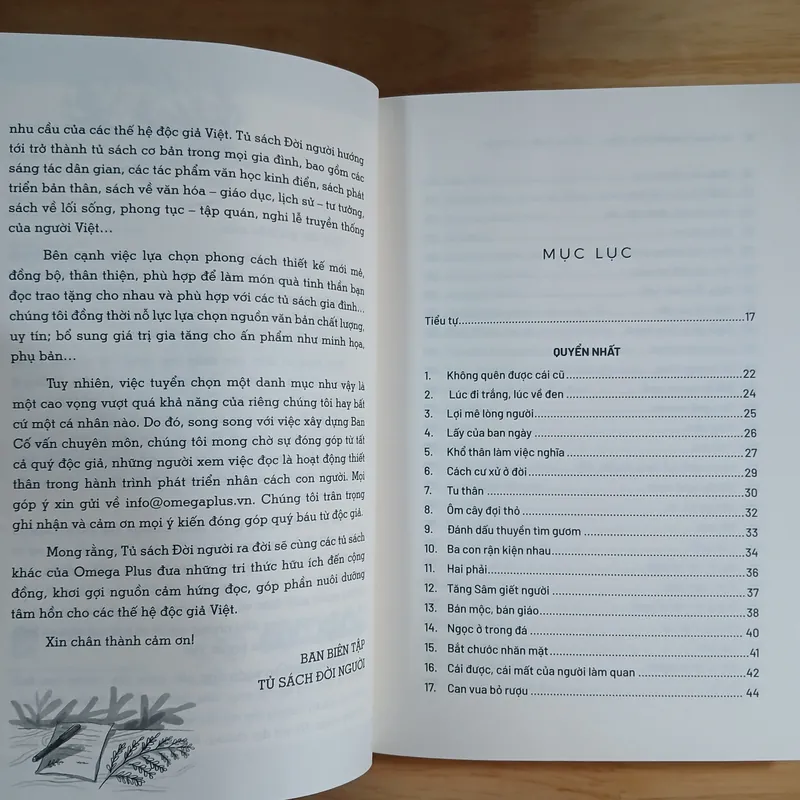 nhu cầu của các thế hệ độc giả Việt. Tủ sách Đời người hướng
tới trở thành tủ sách cơ bản trong mọi gia đình, bao gồm các
sáng tác dân gian, các tác phẩm văn học kinh điển, sách phát
triển bản thân, sách về văn hóa – giáo dục, lịch sử – tư tưởng,
sách về lối sống, phong tục – tập quán, nghi lễ truyền thống
của người Việt...
Bên cạnh việc lựa chọn phong cách thiết kế mới mẻ,
đồng bộ, thân thiện, phù hợp để làm món quà tinh thần bạn
đọc trao tặng cho nhau và phù hợp với các tủ sách gia đình...
chúng tôi đồng thời nỗ lực lựa chọn nguồn văn bản chất lượng,
uy tín; bổ sung giá trị gia tăng cho ấn phẩm như minh họa,
phụ bản...
Tuy nhiên, việc tuyển chọn một danh mục như vậy là
một cao vọng vượt quá khả năng của riêng chúng tôi hay bất
cứ một cá nhân nào. Do đó, song song với việc xây dựng Ban
Cố vấn chuyên môn, chúng tôi mong chờ sự đóng góp từ tất
cả quý độc giả, những người xem việc đọc là hoạt động thiết
thân trong hành trình phát triển nhân cách con người. Mọi
góp ý xin gửi về info@omegaplus.vn. Chúng tôi trân trọng
ghi nhận và cảm ơn mọi ý kiến đóng góp quý báu từ độc giả.
Mong rằng, Tủ sách Đời người ra đời sẽ cùng các tủ sách
khác của Omega Plus đưa những tri thức hữu ích đến cộng
đồng, khơi gợi nguồn cảm hứng đọc, góp phần nuôi dưỡng
tâm hồn cho các thế hệ độc giả Việt.
Xin chân thành cảm ơn!
BAN BIÊN TẬP
TỦ SÁCH ĐỜI NGƯỜI
MỤC LỤC
Tiểu tự...17
QUYỂN NHẤT
1. Không quên được cái cũ...22
2. Lúc đi trắng, lúc về đen...24
3. Lợi mê lòng người...25
4. Lấy của ban ngày...26
5. Khổ thân làm việc nghĩa...27
6. Cách cư xử ở đời...29
7. Tu thân...30
8. Ôm cây đợi thỏ...32
9. Đánh dấu thuyền tìm gươm...33
10. Ba con rận kiện nhau...34
11. Hai phải...36
12. Tăng Sâm giết người...37
13. Bán mộc, bán giáo...38
14. Ngọc ở trong đá...40
15. Bắt chước nhăn mặt...41
16. Cái được, cái mất của người làm quan...42
17. Can vua bỏ rượu...44